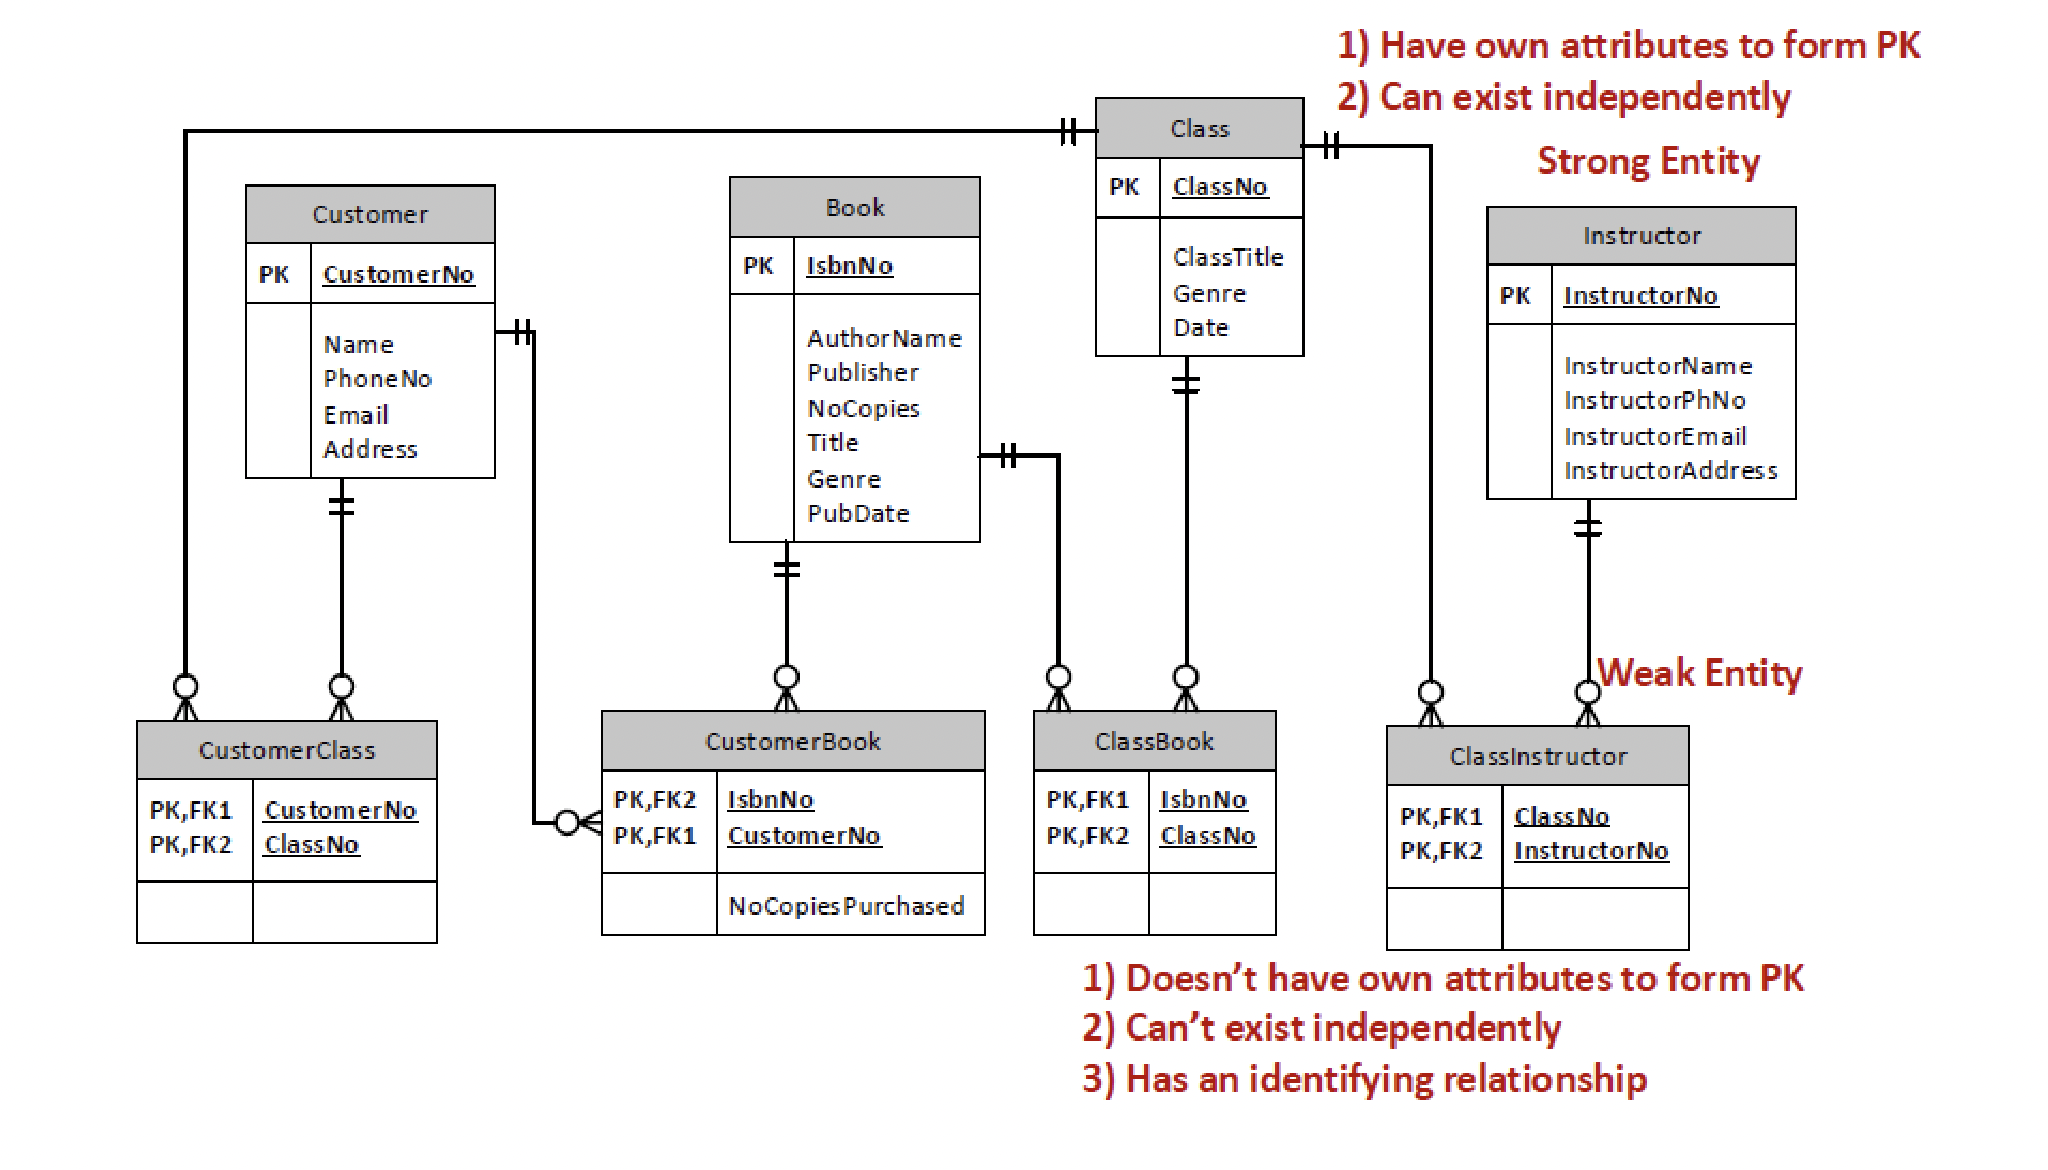 1) Have own attributes to form PK
2) Can exist independently
Strong Entity
Class
PK ClassNo
ClassTitle
Genre
Date
Customer
PK CustomerNo
Name
PhoneNo
Email
Address
Book
PK IsbnNo
AuthorName
Publisher
NoCopies
Title
Genre
PubDate
Instructor
PK InstructorNo
InstructorName
InstructorPhNo
InstructorEmail
InstructorAddress
Weak Entity
CustomerClass
PK,FK1 CustomerNo
PK,FK2 ClassNo
CustomerBook
PK,FK2 IsbnNo
PK,FK1 CustomerNo
NoCopiesPurchased
ClassBook
PK,FK1 IsbnNo
PK,FK2 ClassNo
ClassInstructor
PK,FK1 ClassNo
PK,FK2 InstructorNo
1) Doesn’t have own attributes to form PK
2) Can’t exist independently
3) Has an identifying relationship